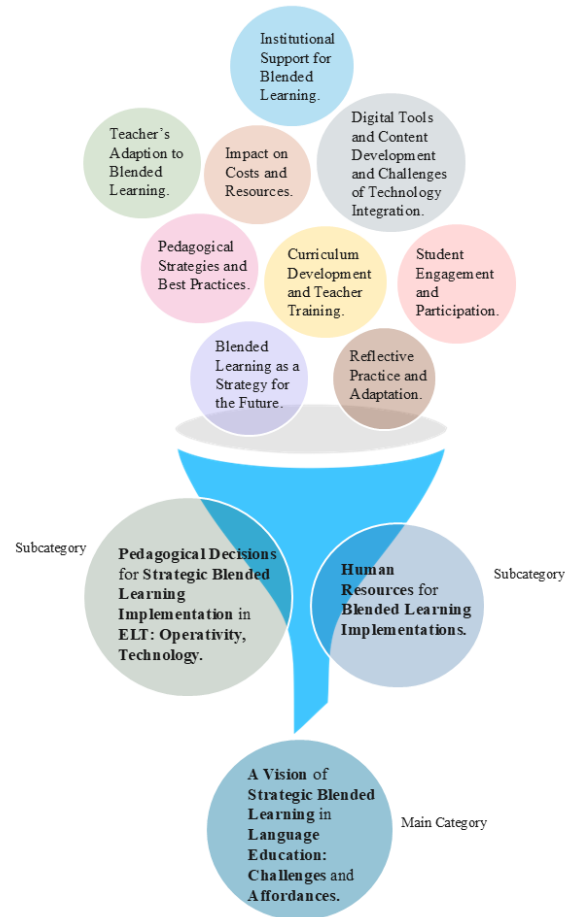 Institutional
Support for
Blended
Learning.
Teacher’s
Adaption to
Blended
Learning.
Impact on
Costs and
Resources.
Digital Tools
and Content
Development
and Challenges
of Technology
Integration.
Pedagogical
Strategies and
Best Practices.
Curriculum
Development
and Teacher
Training.
Student
Engagement
and
Participation.
Blended
Learning as a
Strategy for
the Future.
Reflective
Practice and
Adaptation.
Subcategory
Pedagogical Decisions
for Strategic Blended
Learning
Implementation in
ELT: Operativity,
Technology.
Human
Resources for
Blended Learning
Implementations.
Subcategory
A Vision of
Strategic Blended
Learning in
Language
Education:
Challenges and
Affordances.
Main Category